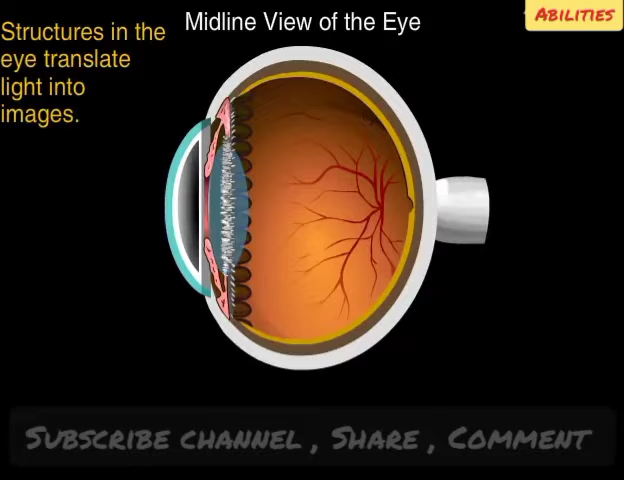 Midline View of the Eye
Abilities
Structures in the
eye translate
light into
images.
Subscribe channel , Share , Comment